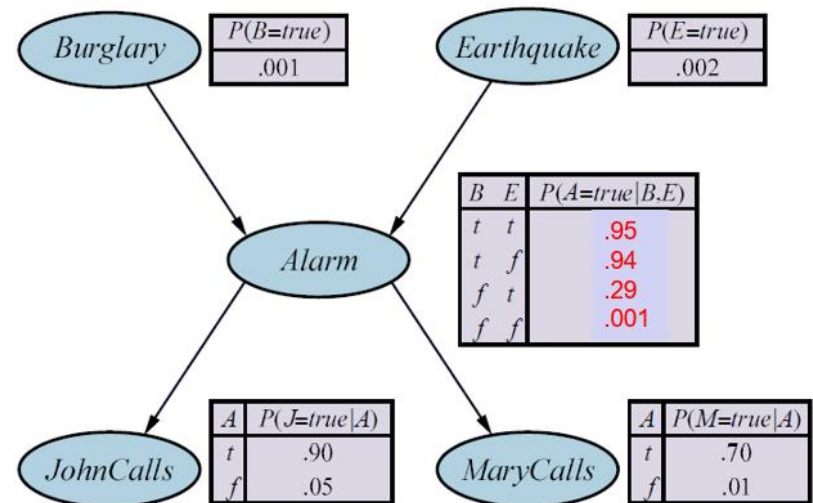 Burglary
P(B=true)
.001
Earthquake
P(E=true)
.002
B E P(A=true|B,E)
t t .95
t f .94
f t .29
f f .001
Alarm
JohnCalls
A P(J=true|A)
t .90
f .05
MaryCalls
A P(M=true|A)
t .70
f .01